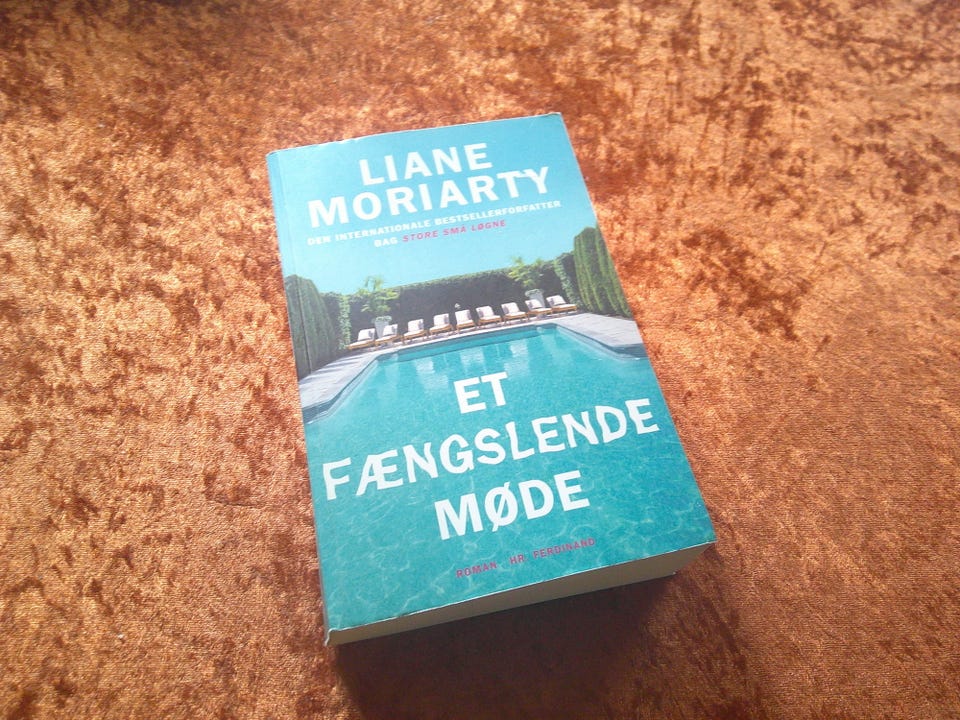 LIANE
MORIARTY
DEN INTERNATIONALE BESTSELLERFORFATTER
BAG STORE SMÅ LØGNE
ET
FÆNGSLENDE
MØDE
ROMAN · HR. FERDINAND